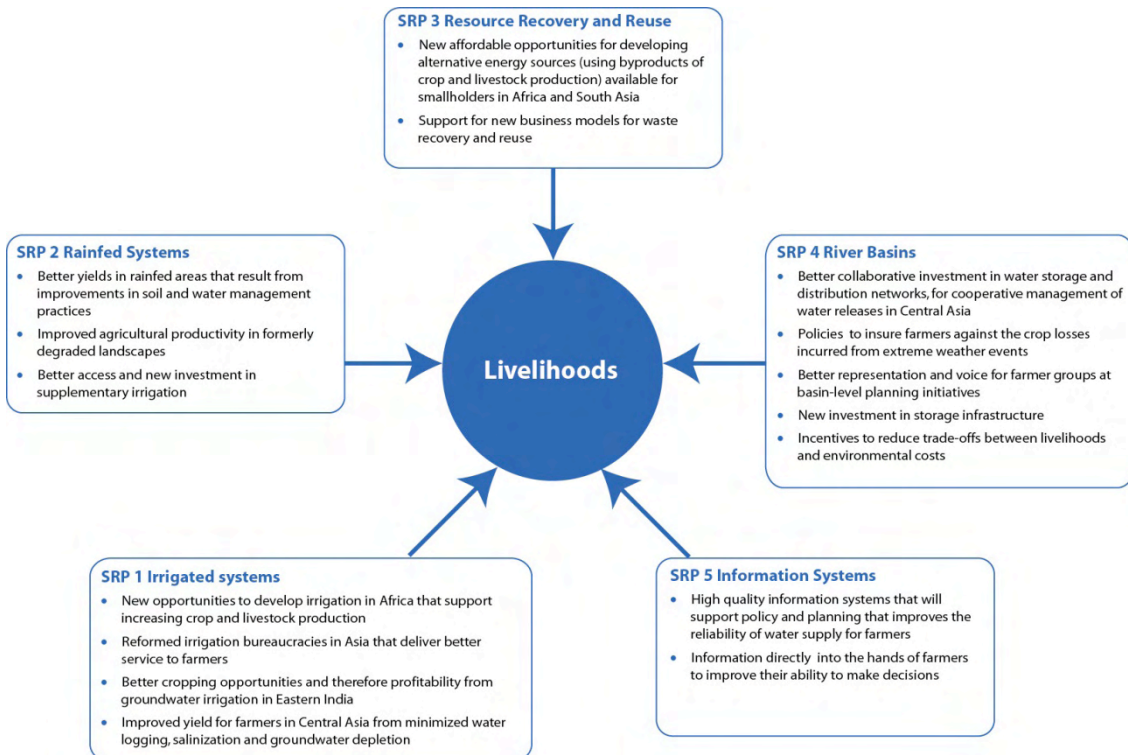 SRP 3 Resource Recovery and Reuse
• New affordable opportunities for developing
alternative energy sources (using byproducts of
crop and livestock production) available for
smallholders in Africa and South Asia
• Support for new business models for waste
recovery and reuse
SRP 2 Rainfed Systems
• Better yields in rainfed areas that result from
improvements in soil and water management
practices
• Improved agricultural productivity in formerly
degraded landscapes
• Better access and new investment in
supplementary irrigation
Livelihoods
SRP 4 River Basins
• Better collaborative investment in water storage and
distribution networks, for cooperative management of
water releases in Central Asia
• Policies to insure farmers against the crop losses
incurred from extreme weather events
• Better representation and voice for farmer groups at
basin-level planning initiatives
• New investment in storage infrastructure
• Incentives to reduce trade-offs between livelihoods
and environmental costs
SRP 1 Irrigated systems
• New opportunities to develop irrigation in Africa that support
increasing crop and livestock production
• Reformed irrigation bureaucracies in Asia that deliver better
service to farmers
• Better cropping opportunities and therefore profitability from
groundwater irrigation in Eastern India
• Improved yield for farmers in Central Asia from minimized water
logging, salinization and groundwater depletion
SRP 5 Information Systems
• High quality information systems that will
support policy and planning that improves the
reliability of water supply for farmers
• Information directly into the hands of farmers
to improve their ability to make decisions